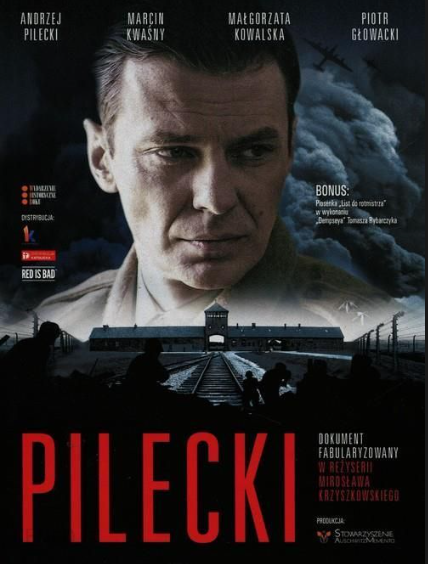 ANDRZEJ
PILECKI
MARCIN
KWAŚNY
MAŁGORZATA
KOWALSKA
PIOTR
GŁOWACKI
DYSTRYBUCJA:
RED IS BAD
BONUS:
Piosenka „List do rotmistrza"
w wykonaniu
„Dempseya" Tomasza Rybarczyka
PILECKI
DOKUMENT
FABULARYZOWANY
W REŻYSERII
MIROSŁAWA
KRZYSZKOWSKIEGO
PRODUKCJA:
STOWARZYSZENIE
AUSCHWITZMEMENTO